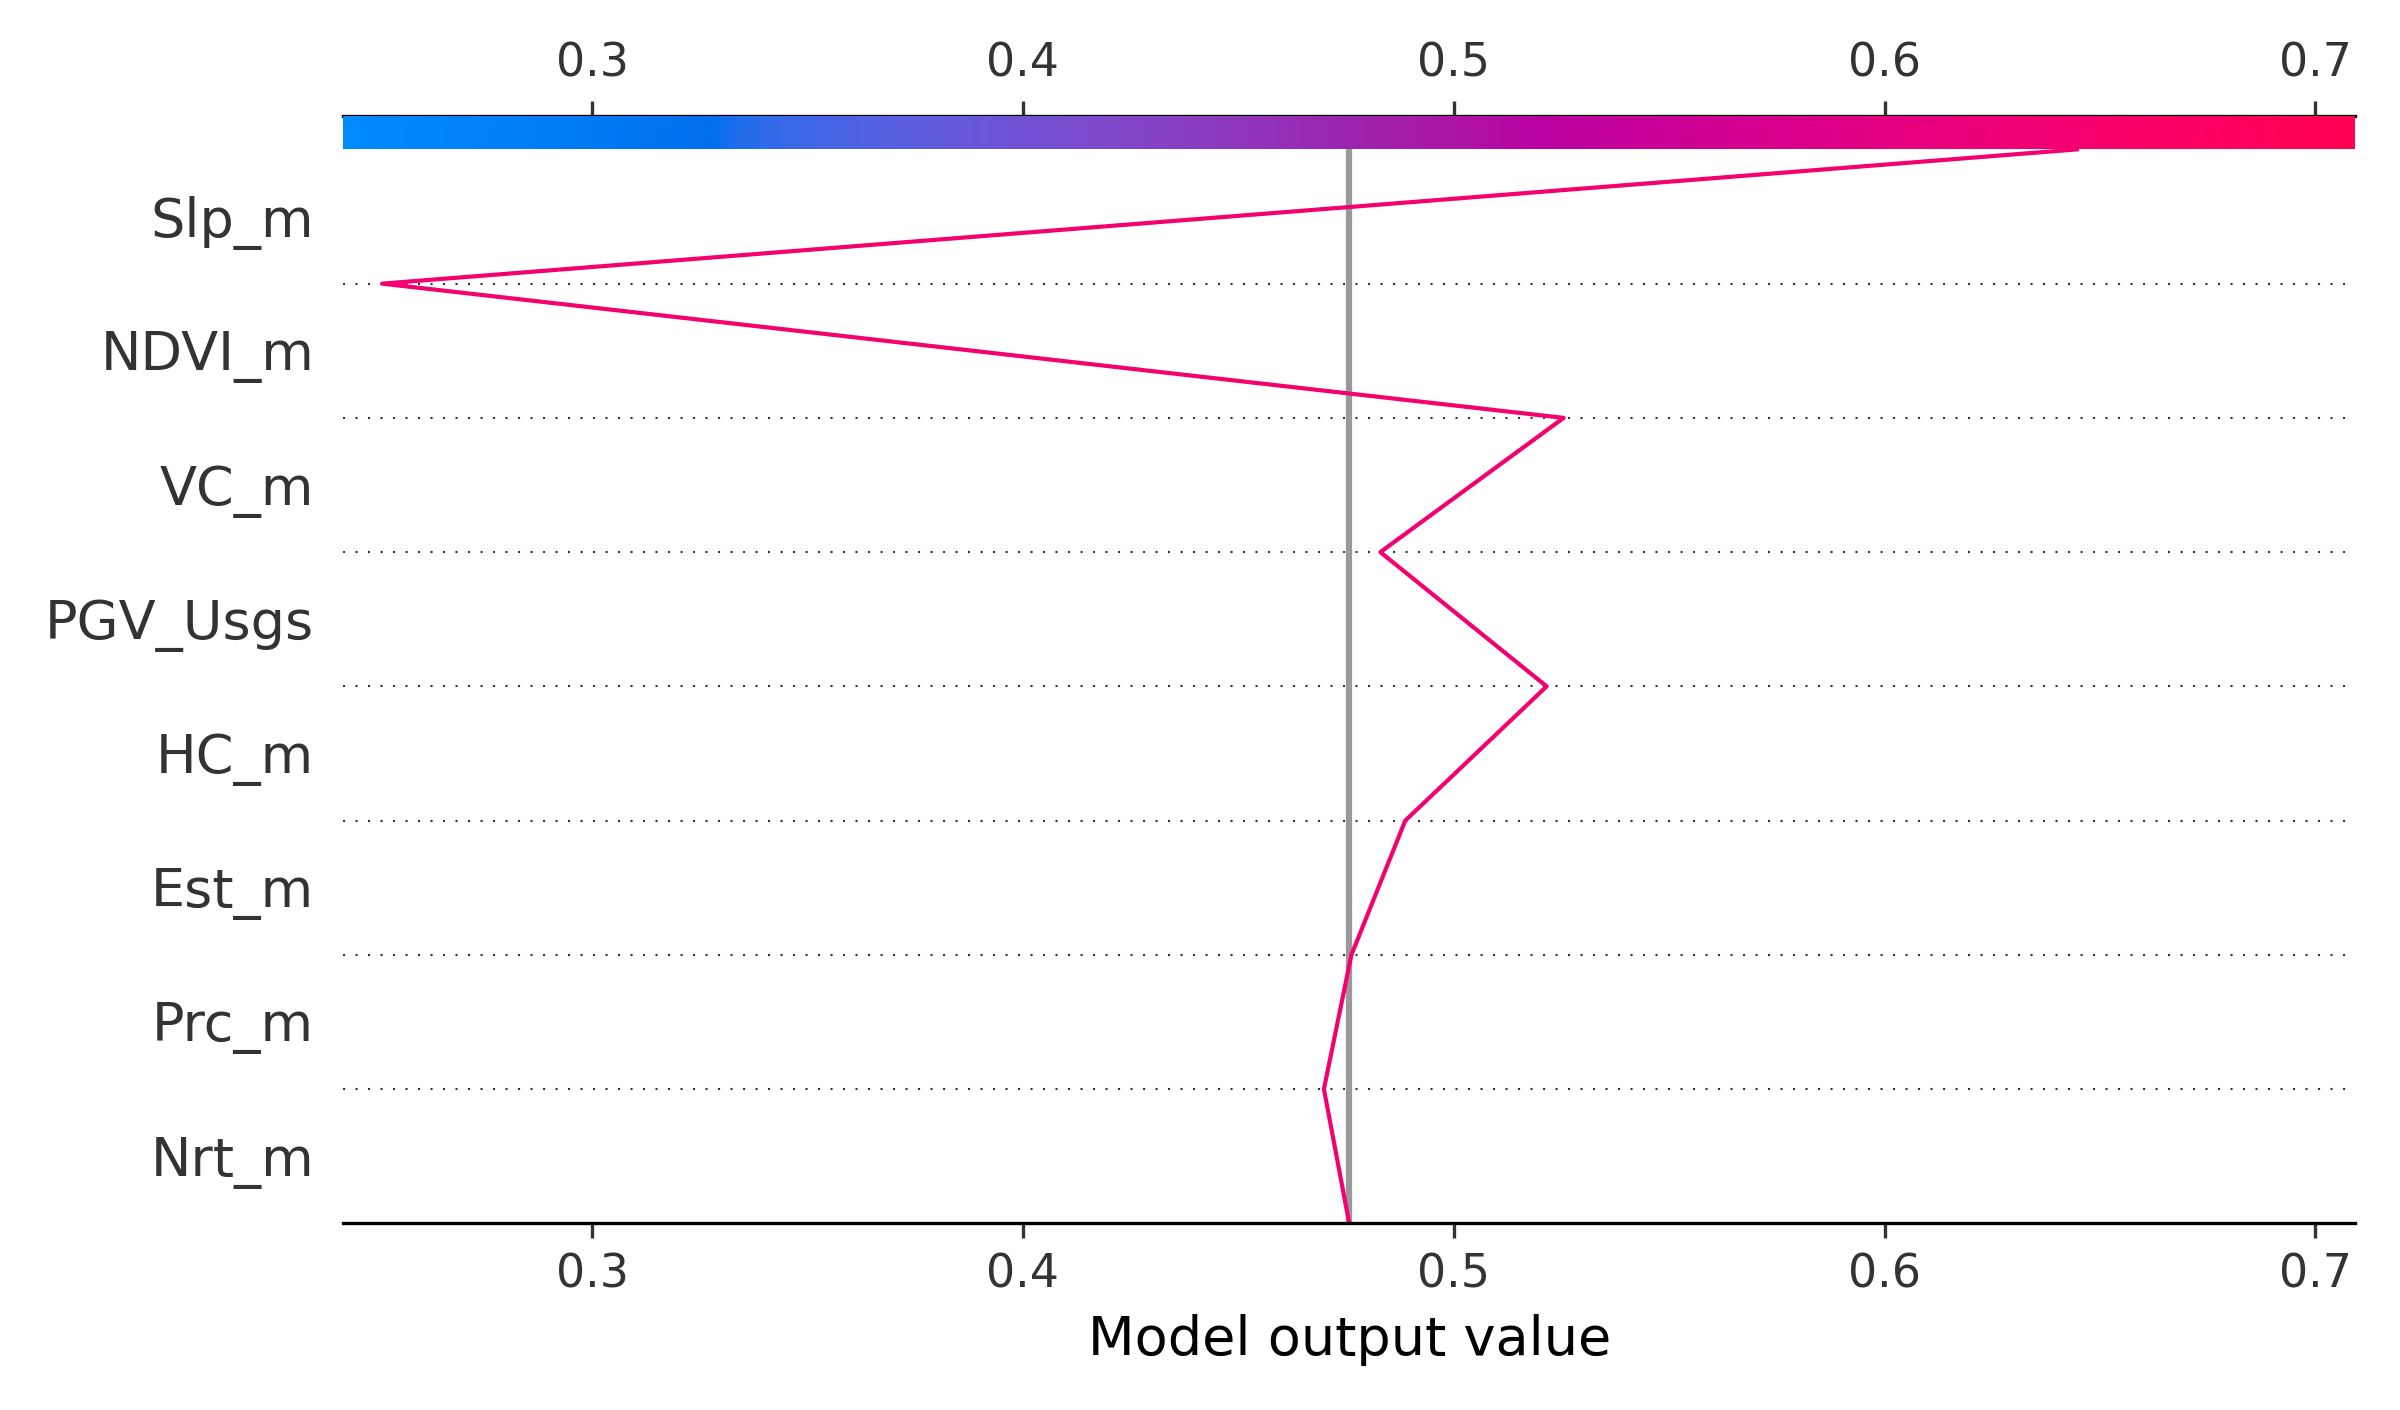 0.3 0.4 0.5 0.6 0.7
Slp_m
NDVI_m
VC_m
PGV_Usgs
HC_m
Est_m
Prc_m
Nrt_m
0.3 0.4 0.5 0.6 0.7
Model output value